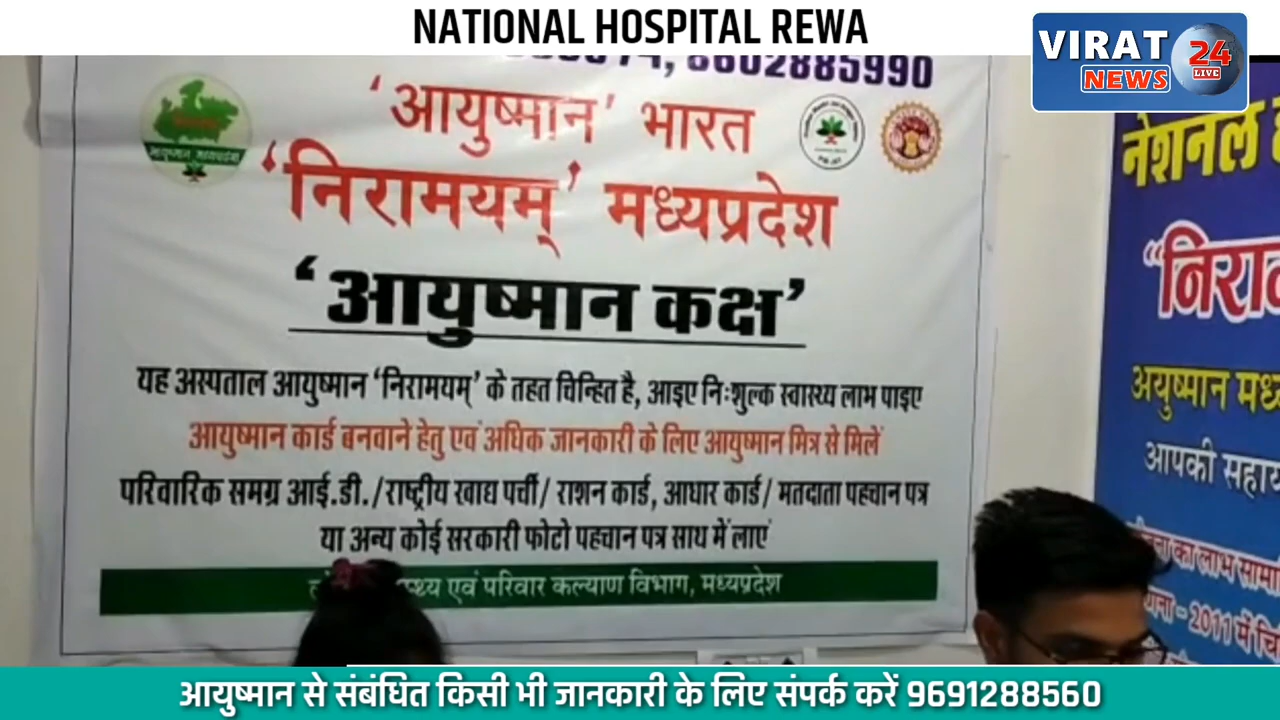 NATIONAL HOSPITAL REWA
VIRAT
NEWS
24
LIVE
8602885990
‘आयुष्मान’ भारत
‘निरामयम्’ मध्यप्रदेश
‘आयुष्मान कक्ष’
यह अस्पताल आयुष्मान ‘निरामयम्’ के तहत चिन्हित है, आइए निःशुल्क स्वास्थ्य लाभ पाइए
आयुष्मान कार्ड बनवाने हेतु एवं अधिक जानकारी के लिए आयुष्मान मित्र से मिलें
परिवारिक समग्र आई.डी./राष्ट्रीय खाद्य पर्ची/ राशन कार्ड, आधार कार्ड/ मतदाता पहचान पत्र
या अन्य कोई सरकारी फोटो पहचान पत्र साथ में लाएं
एवं परिवार कल्याण विभाग, मध्यप्रदेश
नेशनल
अयुष्मान
आपकी
का लाभ
- 2011 में
आयुष्मान से संबंधित किसी भी जानकारी के लिए संपर्क करें 9691288560